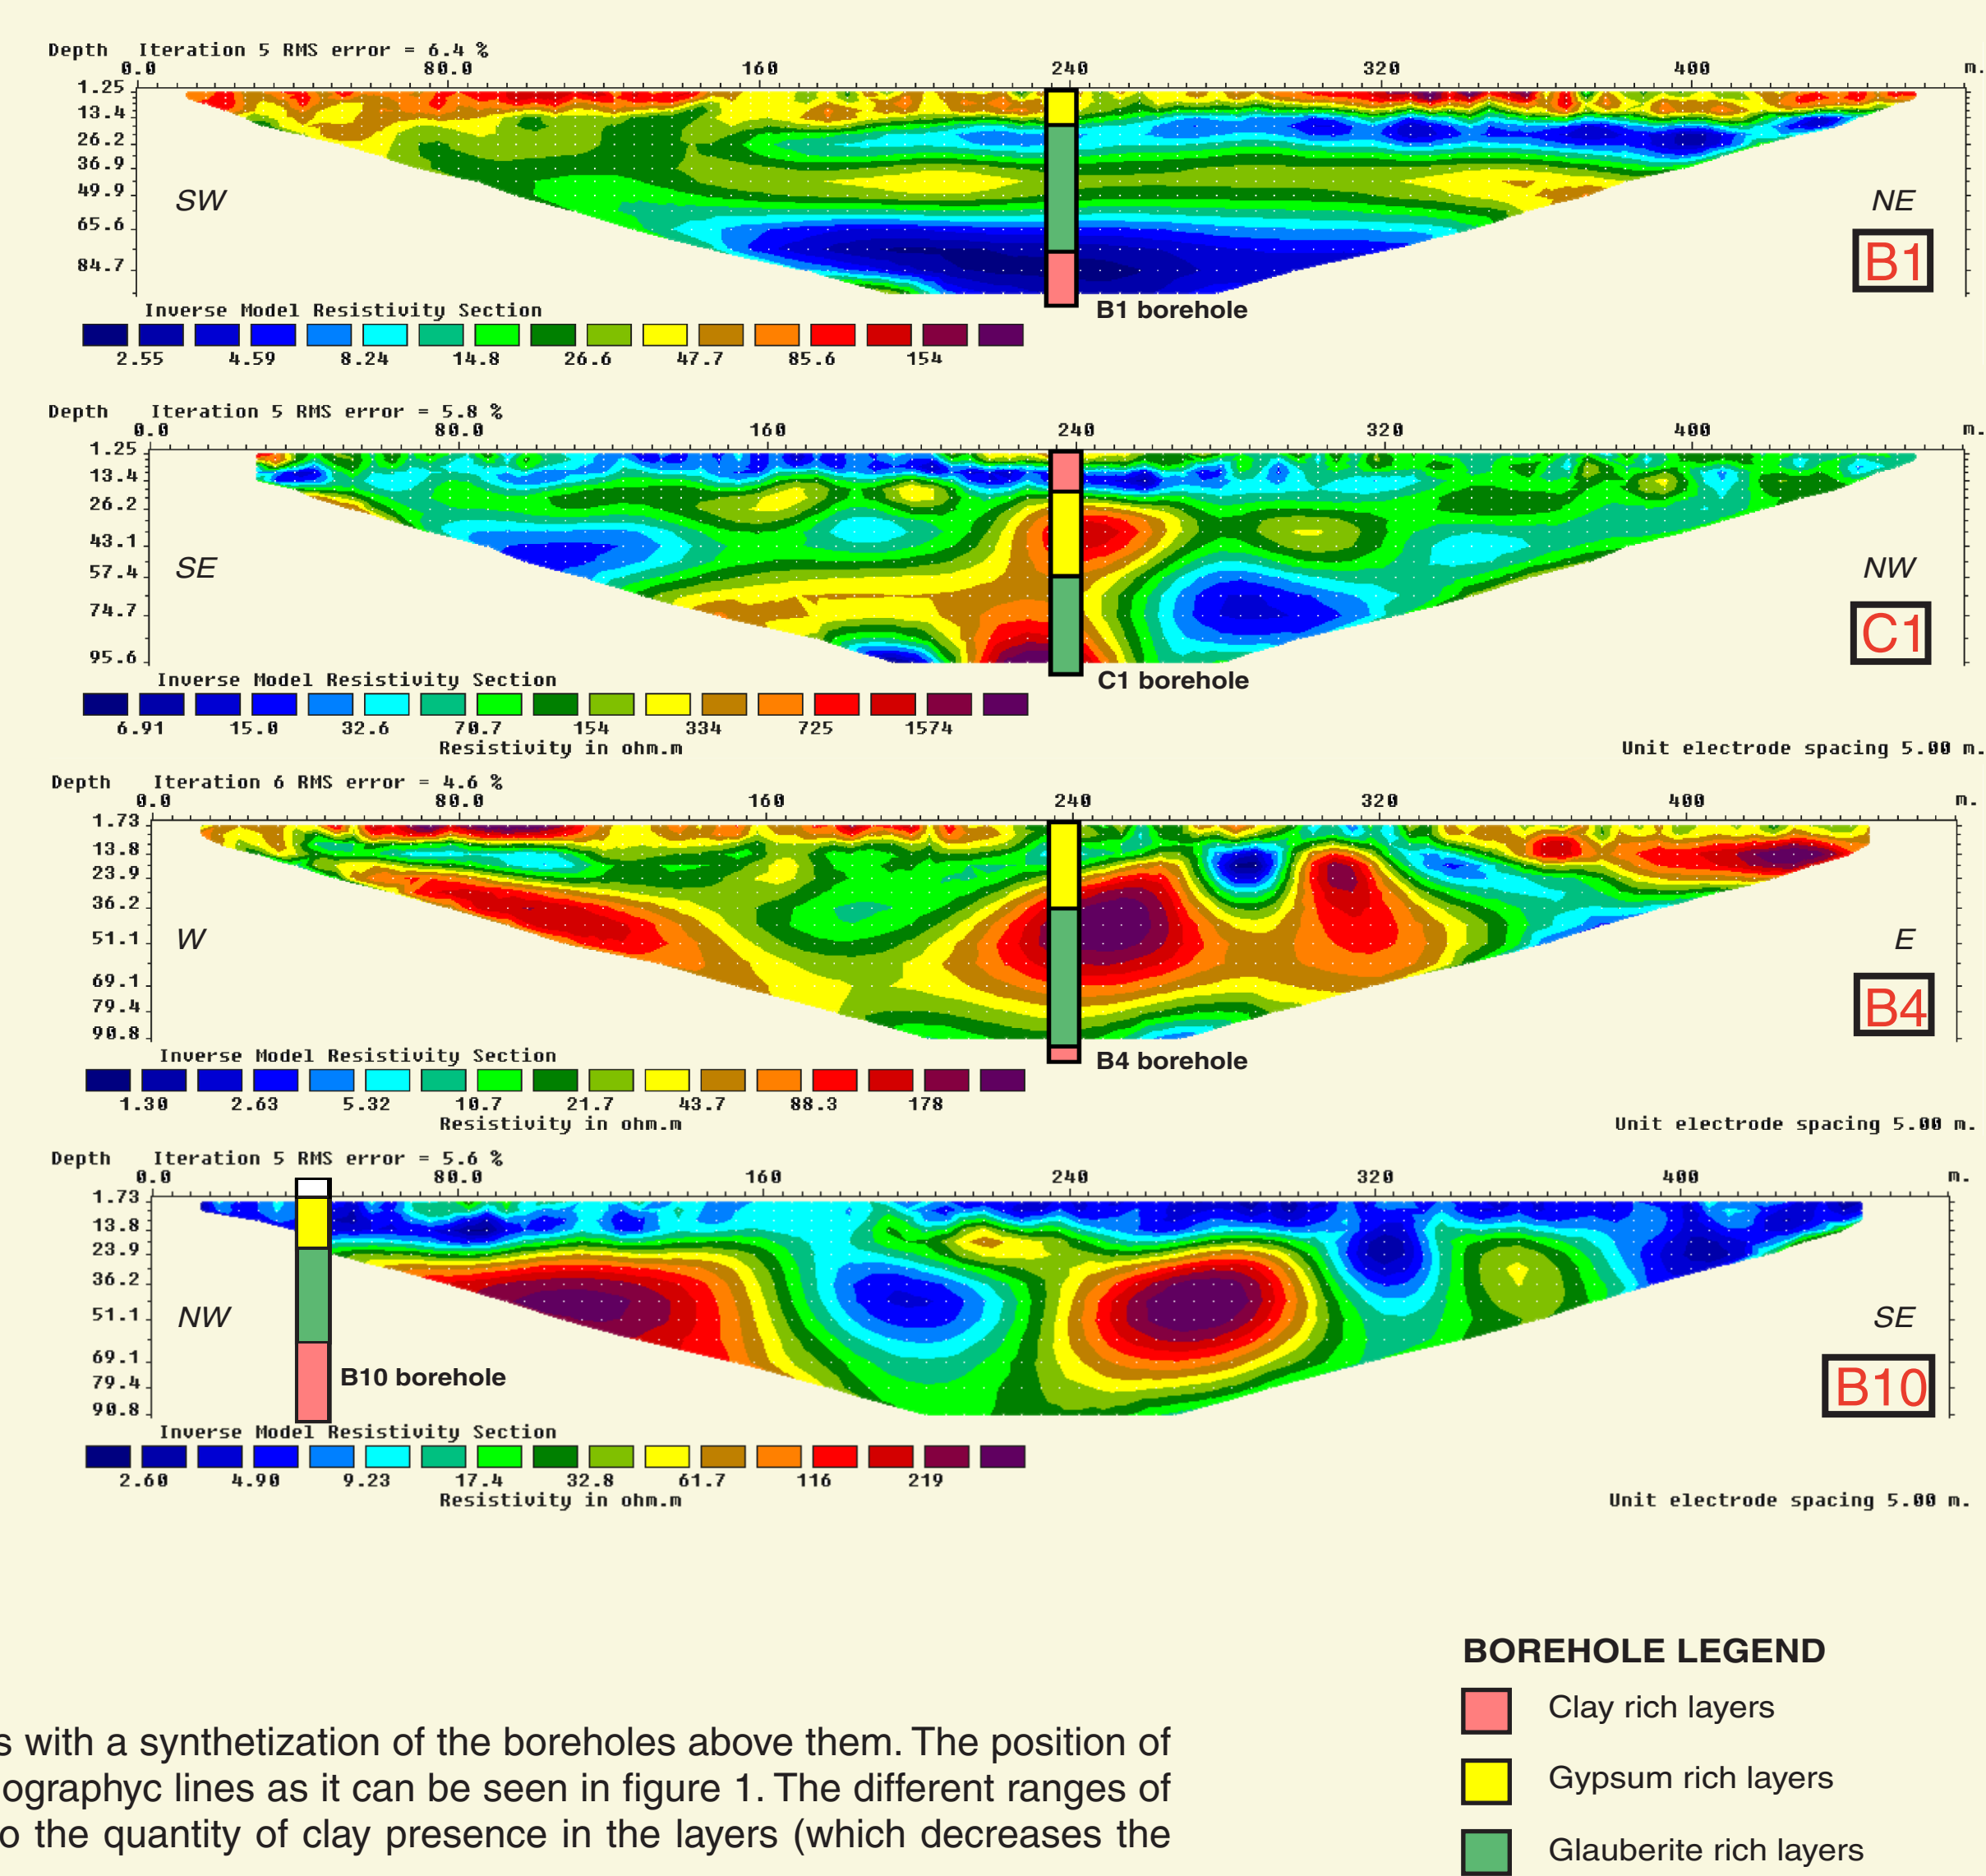 Depth Iteration 5 RMS error = 6.4 %
0.0 80.0 160 240 320 400 m.
1.25
13.4
26.2
36.9
49.9
65.6
84.7
SW
NE
B1
Inverse Model Resistivity Section
B1 borehole
2.55 4.59 8.24 14.8 26.6 47.7 85.6 154
Depth Iteration 5 RMS error = 5.8 %
0.0 80.0 160 240 320 400 m.
1.25
13.4
26.2
43.1
57.4
74.7
95.6
SE
NW
C1
Inverse Model Resistivity Section
C1 borehole
6.91 15.0 32.6 70.7 154 334 725 1574
Resistivity in ohm.m
Unit electrode spacing 5.00 m.
Depth Iteration 6 RMS error = 4.6 %
0.0 80.0 160 240 320 400 m.
1.73
13.8
23.9
36.2
51.1
69.1
79.4
90.8
W
E
B4
Inverse Model Resistivity Section
B4 borehole
1.30 2.63 5.32 10.7 21.7 43.7 88.3 178
Resistivity in ohm.m
Unit electrode spacing 5.00 m.
Depth Iteration 5 RMS error = 5.6 %
0.0 80.0 160 240 320 400 m.
1.73
13.8
23.9
36.2
51.1
69.1
79.4
90.8
NW
SE
B10 borehole
B10
Inverse Model Resistivity Section
2.60 4.90 9.23 17.4 32.8 61.7 116 219
Resistivity in ohm.m
Unit electrode spacing 5.00 m.
BOREHOLE LEGEND
Clay rich layers
Gypsum rich layers
Glauberite rich layers
s with a synthetization of the boreholes above them. The position of
ographyc lines as it can be seen in figure 1. The different ranges of
o the quantity of clay presence in the layers (which decreases the